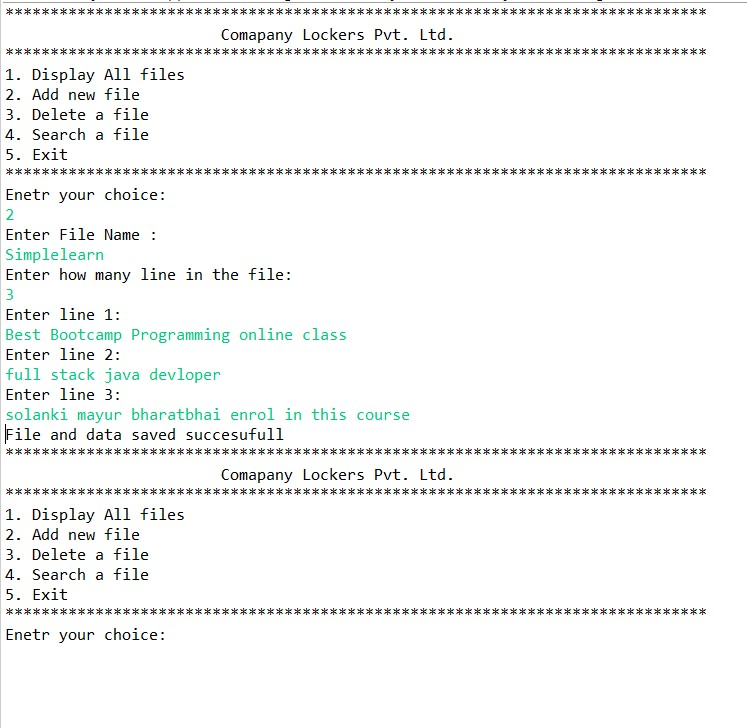 ******************************************************************************
Comapany Lockers Pvt. Ltd.
******************************************************************************
1. Display All files
2. Add new file
3. Delete a file
4. Search a file
5. Exit
******************************************************************************
Enetr your choice:
2
Enter File Name :
Simplelearn
Enter how many line in the file:
3
Enter line 1:
Best Bootcamp Programming online class
Enter line 2:
full stack java devloper
Enter line 3:
solanki mayur bharatbhai enrol in this course
File and data saved succesufull
******************************************************************************
Comapany Lockers Pvt. Ltd.
******************************************************************************
1. Display All files
2. Add new file
3. Delete a file
4. Search a file
5. Exit
******************************************************************************
Enetr your choice: